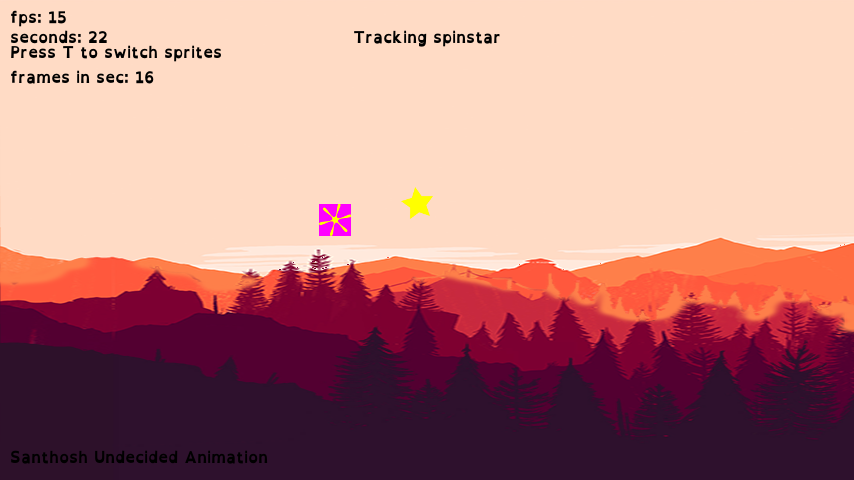 fps: 15
seconds: 22
Press T to switch sprites
Tracking spinstar
frames in sec: 16
Santhosh Undecided Animation